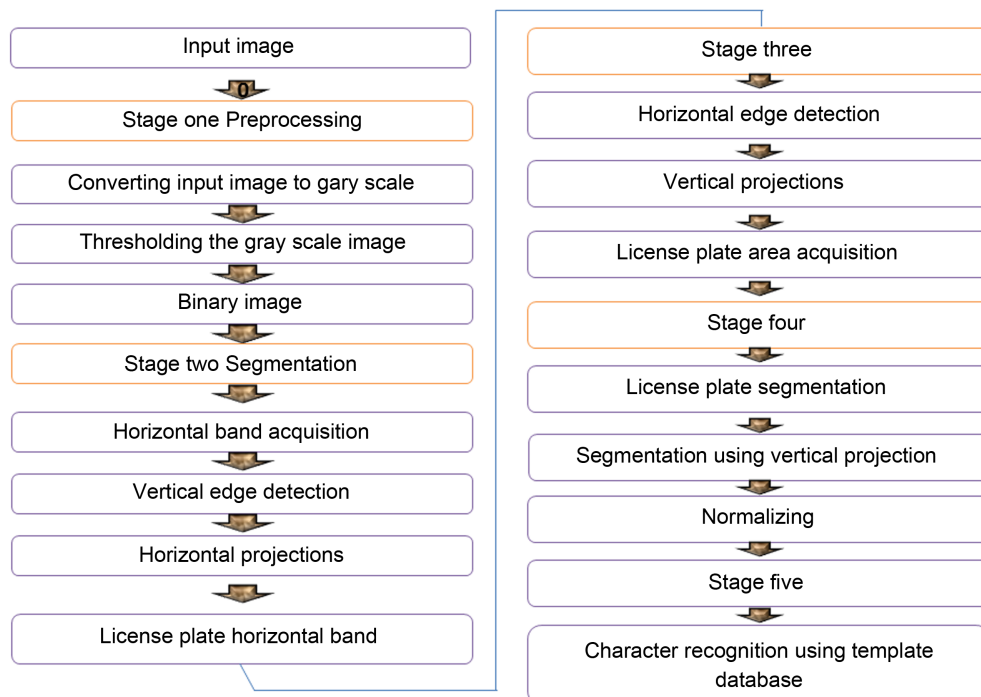 Input image
0
Stage one Preprocessing
Converting input image to gary scale
Thresholding the gray scale image
Binary image
Stage two Segmentation
Horizontal band acquisition
Vertical edge detection
Horizontal projections
License plate horizontal band
Stage three
Horizontal edge detection
Vertical projections
License plate area acquisition
Stage four
License plate segmentation
Segmentation using vertical projection
Normalizing
Stage five
Character recognition using template
database